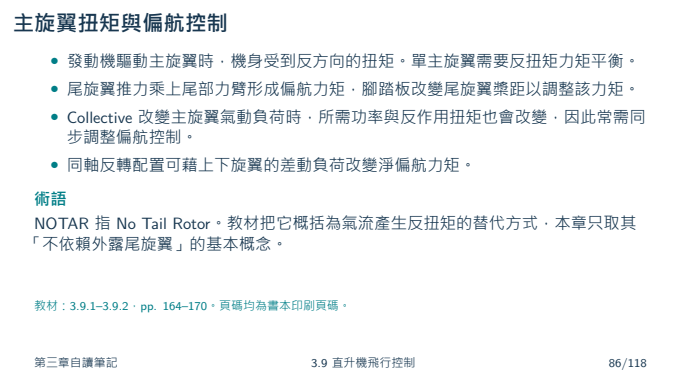 主旋翼扭矩與偏航控制
• 發動機驅動主旋翼時，機身受到反方向的扭矩。單主旋翼需要反扭矩力矩平衡。
• 尾旋翼推力乘上尾部力臂形成偏航力矩，腳踏板改變尾旋翼槳距以調整該力矩。
• Collective 改變主旋翼氣動負荷時，所需功率與反作用扭矩也會改變，因此常需同
步調整偏航控制。
• 同軸反轉配置可藉上下旋翼的差動負荷改變淨偏航力矩。
術語
NOTAR 指 No Tail Rotor。教材把它概括為氣流產生反扭矩的替代方式，本章只取其
「不依賴外露尾旋翼」的基本概念。
教材：3.9.1–3.9.2，pp. 164–170。頁碼均為書本印刷頁碼。
第三章自讀筆記 3.9 直升機飛行控制 86/118